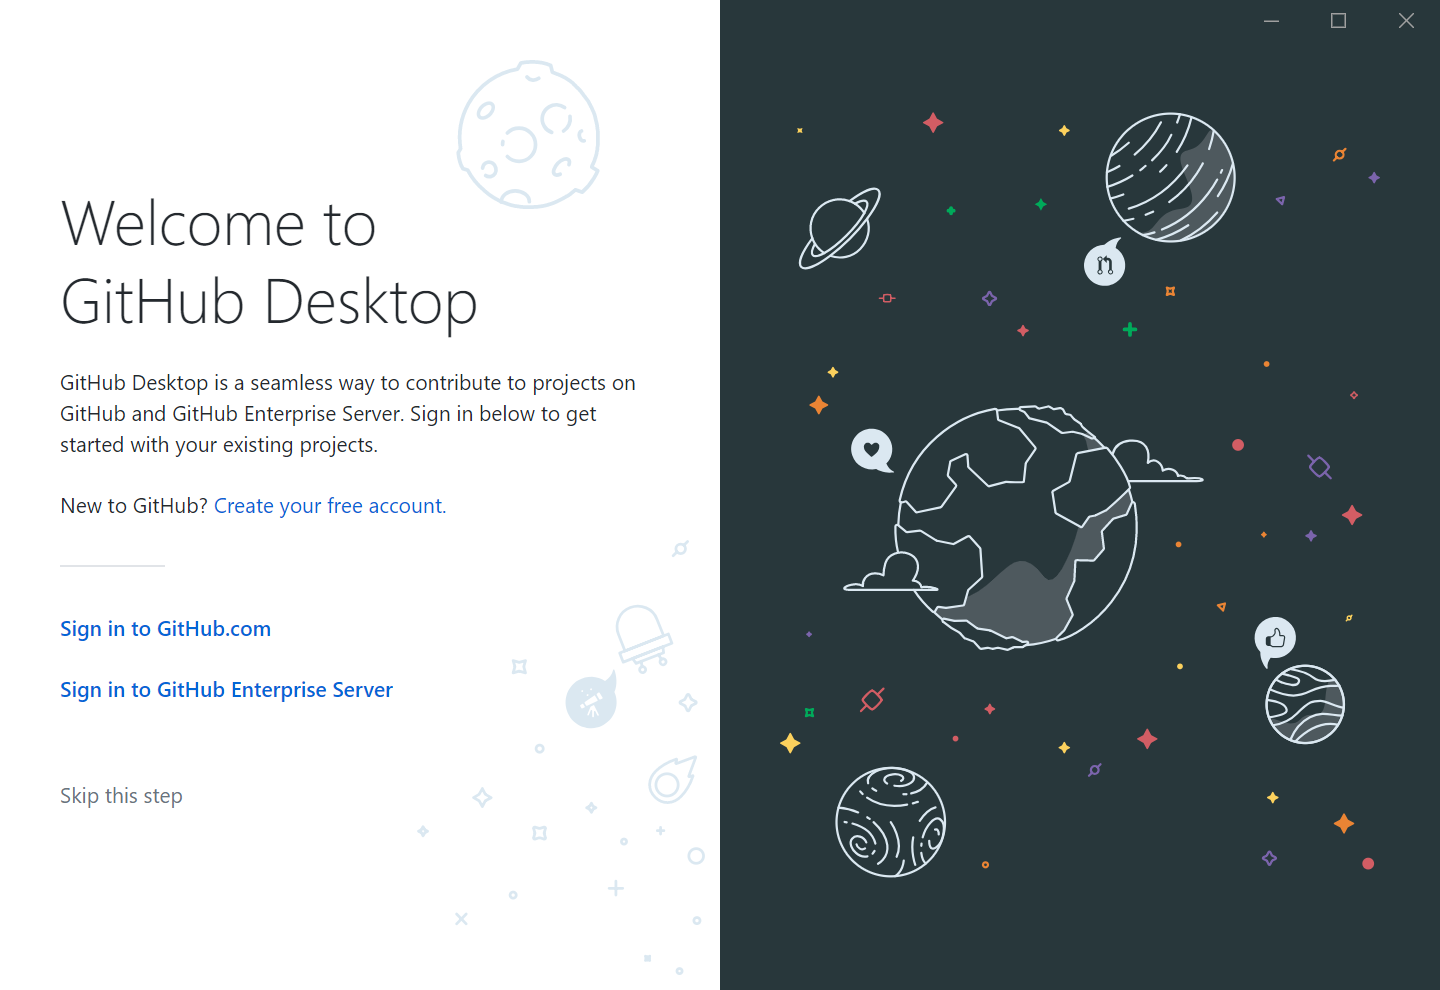 Welcome to
GitHub Desktop
GitHub Desktop is a seamless way to contribute to projects on
GitHub and GitHub Enterprise Server. Sign in below to get
started with your existing projects.
New to GitHub? Create your free account.
Sign in to GitHub.com
Sign in to GitHub Enterprise Server
Skip this step